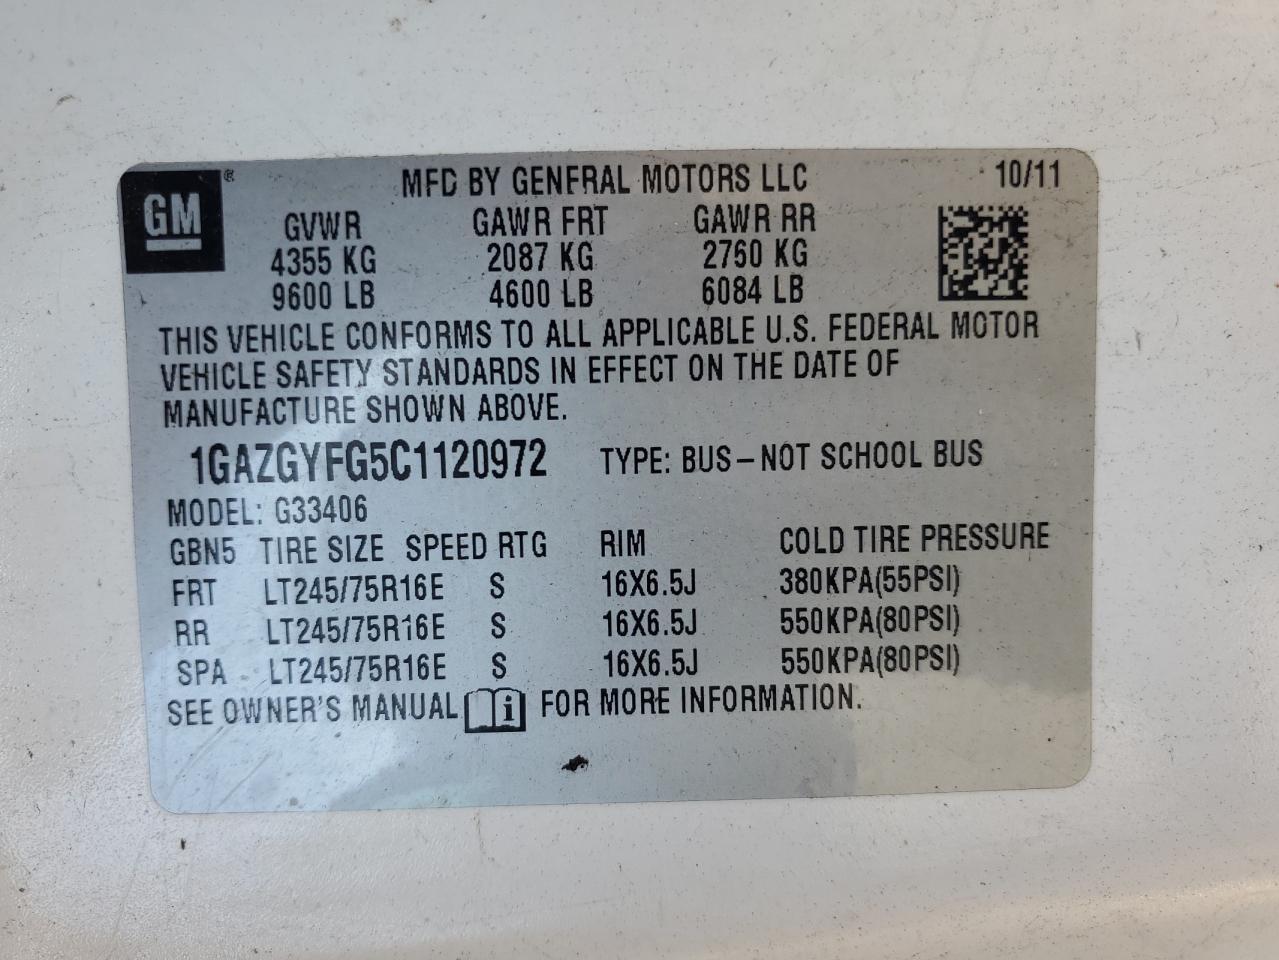 GM ® MFD BY GENERAL MOTORS LLC 10/11
GVWR GAWR FRT GAWR RR
4355 KG 2087 KG 2760 KG
9600 LB 4600 LB 6084 LB
THIS VEHICLE CONFORMS TO ALL APPLICABLE U.S. FEDERAL MOTOR
VEHICLE SAFETY STANDARDS IN EFFECT ON THE DATE OF
MANUFACTURE SHOWN ABOVE.
1GAZGYFG5C1120972 TYPE: BUS – NOT SCHOOL BUS
MODEL: G33406
GBN5 TIRE SIZE SPEED RTG RIM COLD TIRE PRESSURE
FRT LT245/75R16E S 16X6.5J 380KPA(55PSI)
RR LT245/75R16E S 16X6.5J 550KPA(80PSI)
SPA LT245/75R16E S 16X6.5J 550KPA(80PSI)
SEE OWNER'S MANUAL i FOR MORE INFORMATION.